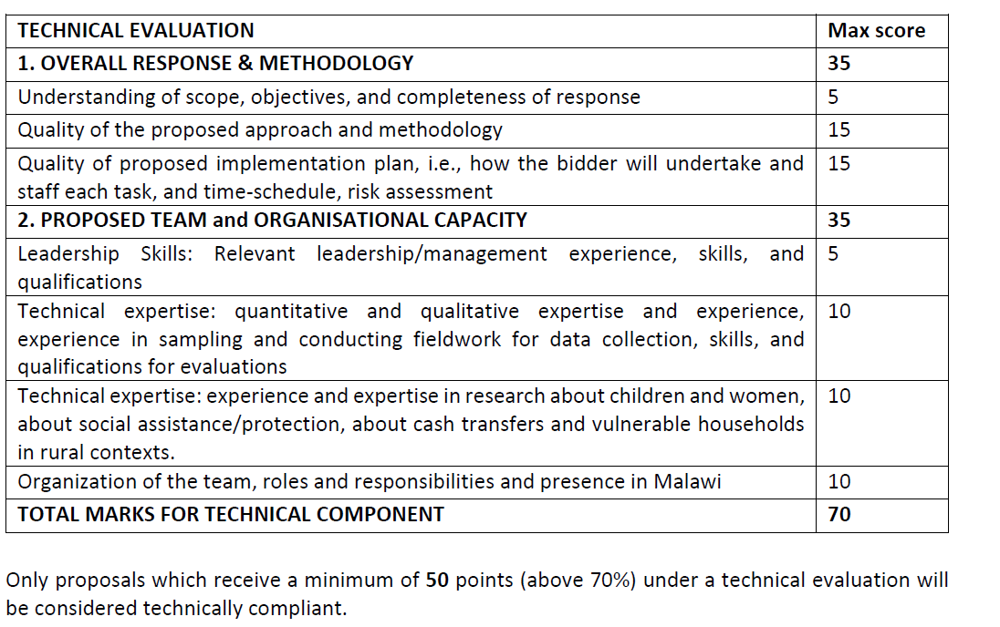 TECHNICAL EVALUATION Max score
1. OVERALL RESPONSE & METHODOLOGY 35
Understanding of scope, objectives, and completeness of response 5
Quality of the proposed approach and methodology 15
Quality of proposed implementation plan, i.e., how the bidder will undertake and 15
staff each task, and time-schedule, risk assessment
2. PROPOSED TEAM and ORGANISATIONAL CAPACITY 35
Leadership Skills: Relevant leadership/management experience, skills, and 5
qualifications
Technical expertise: quantitative and qualitative expertise and experience, 10
experience in sampling and conducting fieldwork for data collection, skills, and
qualifications for evaluations
Technical expertise: experience and expertise in research about children and women, 10
about social assistance/protection, about cash transfers and vulnerable households
in rural contexts.
Organization of the team, roles and responsibilities and presence in Malawi 10
TOTAL MARKS FOR TECHNICAL COMPONENT 70
Only proposals which receive a minimum of 50 points (above 70%) under a technical evaluation will
be considered technically compliant.